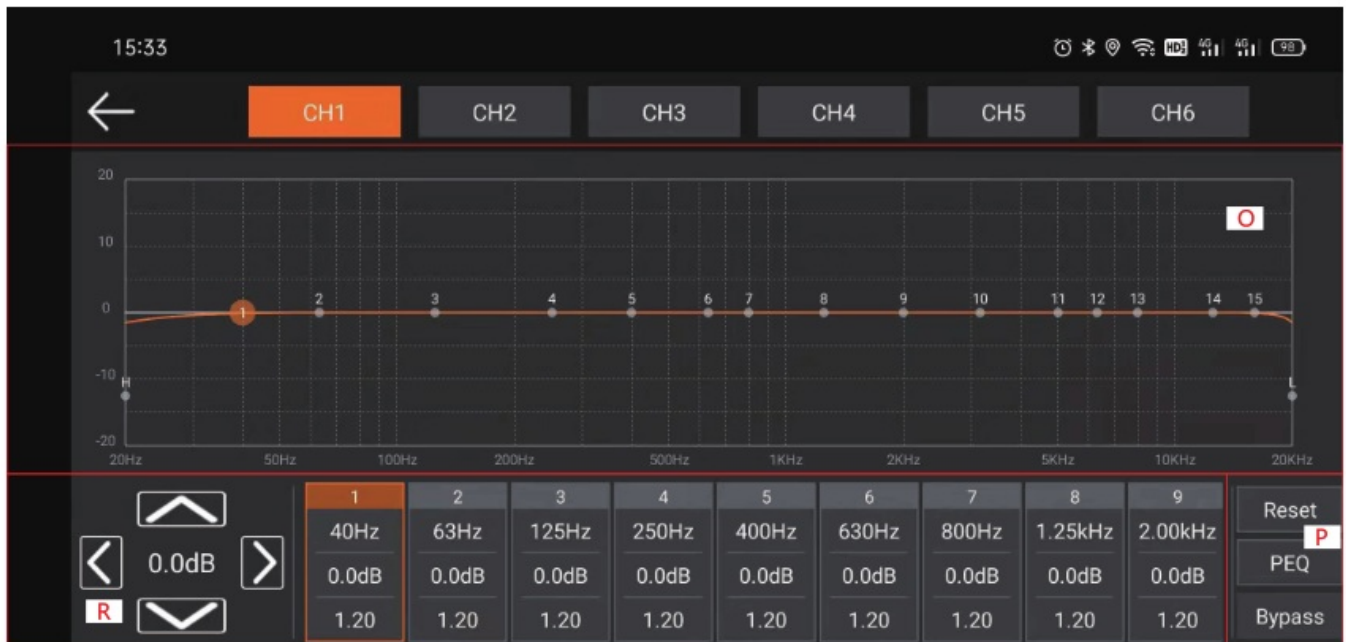 15:33 HD 4G 4G 98
CH1 CH2 CH3 CH4 CH5 CH6
20
O
10
0
1 2 3 4 5 6 7 8 9 10 11 12 13 14 15
-10
H L
-20
20Hz 50Hz 100Hz 200Hz 500Hz 1KHz 2KHz 5KHz 10KHz 20KHz
1 2 3 4 5 6 7 8 9
40Hz 63Hz 125Hz 250Hz 400Hz 630Hz 800Hz 1.25kHz 2.00kHz
0.0dB
0.0dB 0.0dB 0.0dB 0.0dB 0.0dB 0.0dB 0.0dB 0.0dB 0.0dB
R
1.20 1.20 1.20 1.20 1.20 1.20 1.20 1.20 1.20
Reset
P
PEQ
Bypass